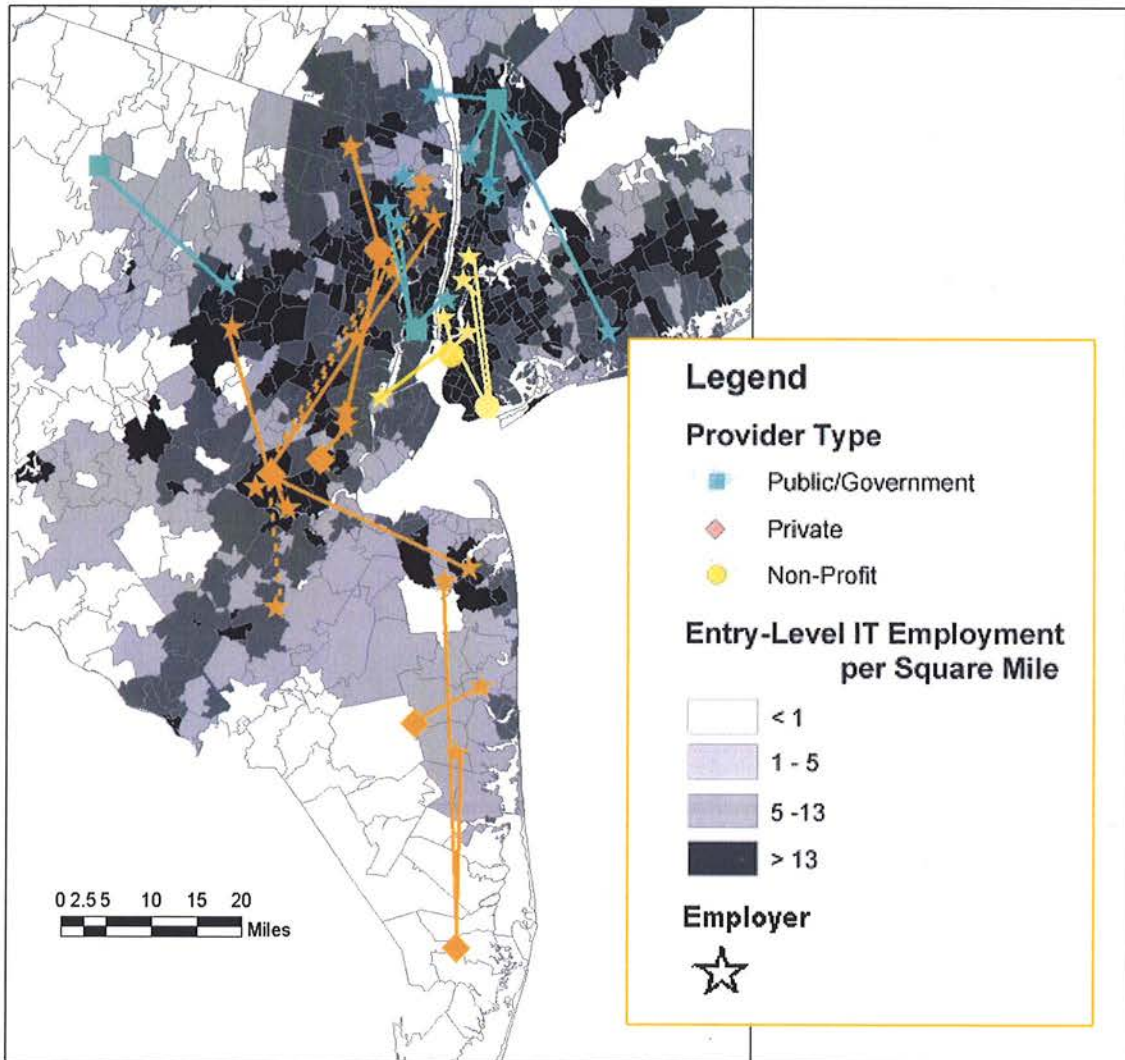 Legend
Provider Type
Public/Government
Private
Non-Profit
Entry-Level IT Employment
per Square Mile
< 1
1 - 5
5 -13
> 13
Employer
0 2.5 5 10 15 20
Miles